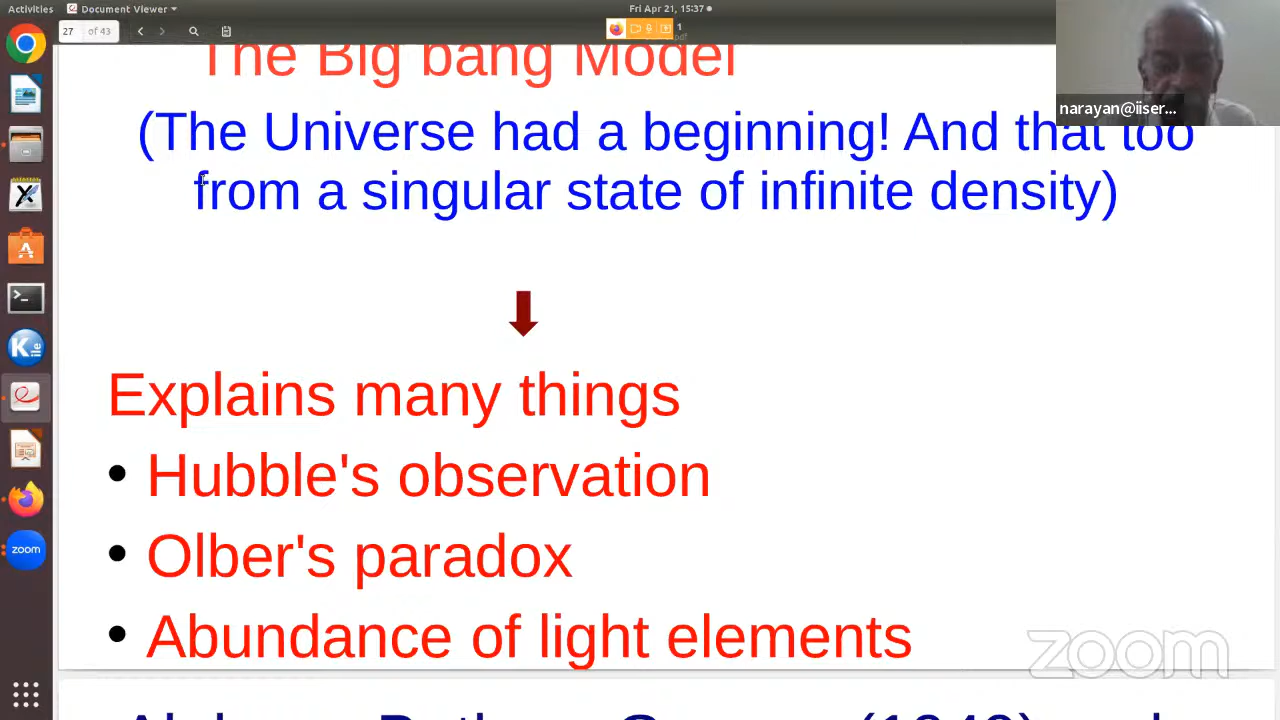 Activities
Document Viewer
Fri Apr 21, 15:37
27
of 43
1
The Big bang Model
narayan@iiser...
(The Universe had a beginning! And that too
from a singular state of infinite density)
Explains many things
• Hubble's observation
• Olber's paradox
• Abundance of light elements
zoom
zoom